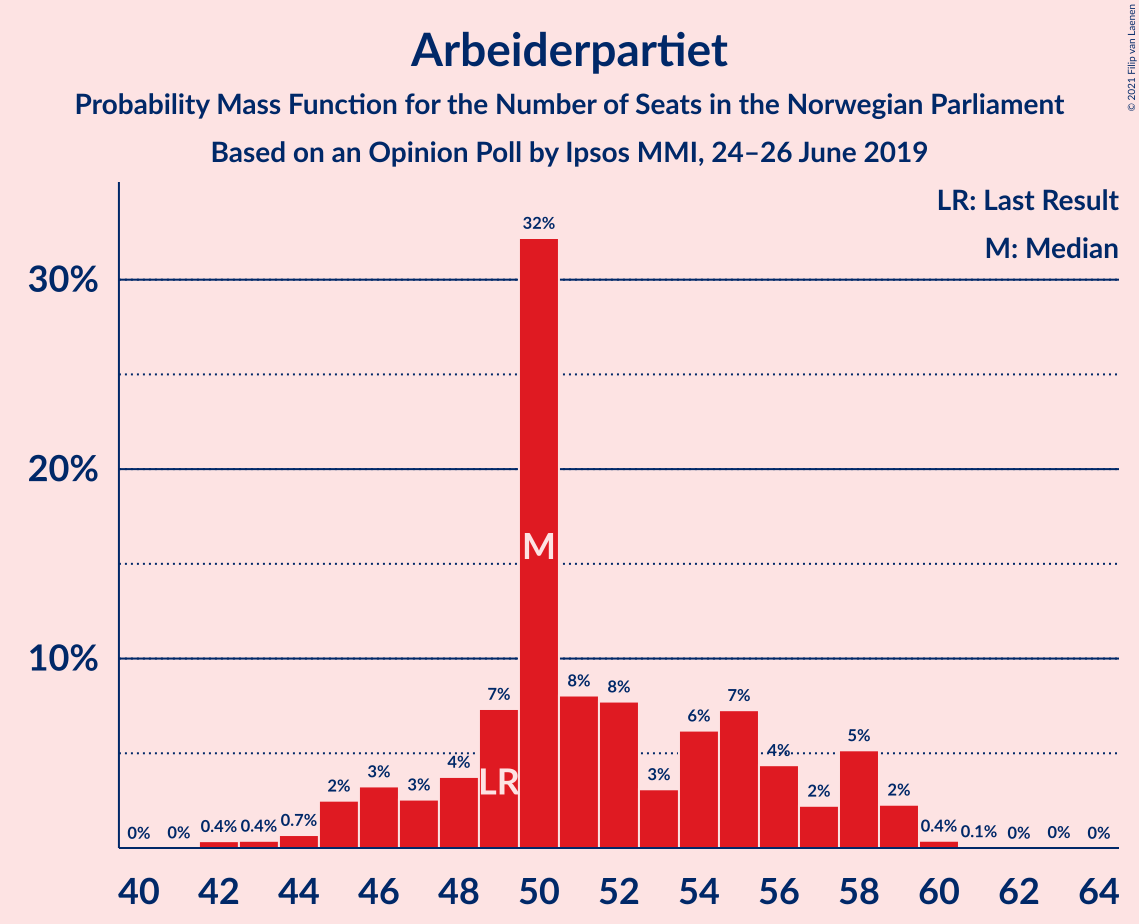 Arbeiderpartiet
Probability Mass Function for the Number of Seats in the Norwegian Parliament
Based on an Opinion Poll by Ipsos MMI, 24–26 June 2019
© 2021 Filip van Laenen
LR: Last Result
M: Median
30%
20%
10%
0% 0% 0.4% 0.4% 0.7% 2% 3% 3% 4% 7% 32% 8% 8% 3% 6% 7% 4% 2% 5% 2% 0.4% 0.1% 0% 0% 0%
M
LR
40 42 44 46 48 50 52 54 56 58 60 62 64